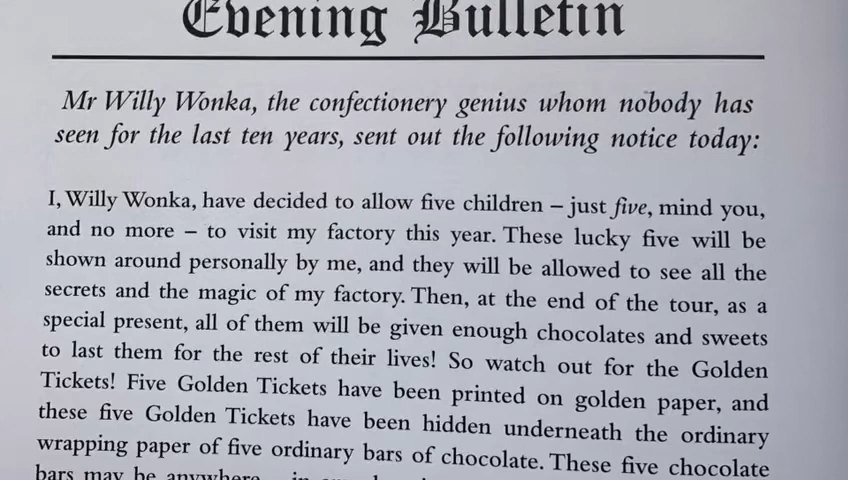 Evening Bulletin
Mr Willy Wonka, the confectionery genius whom nobody has
seen for the last ten years, sent out the following notice today:
I, Willy Wonka, have decided to allow five children – just five, mind you,
and no more – to visit my factory this year. These lucky five will be
shown around personally by me, and they will be allowed to see all the
secrets and the magic of my factory. Then, at the end of the tour, as a
special present, all of them will be given enough chocolates and sweets
to last them for the rest of their lives! So watch out for the Golden
Tickets! Five Golden Tickets have been printed on golden paper, and
these five Golden Tickets have been hidden underneath the ordinary
wrapping paper of five ordinary bars of chocolate. These five chocolate
bars may be anywhere – in